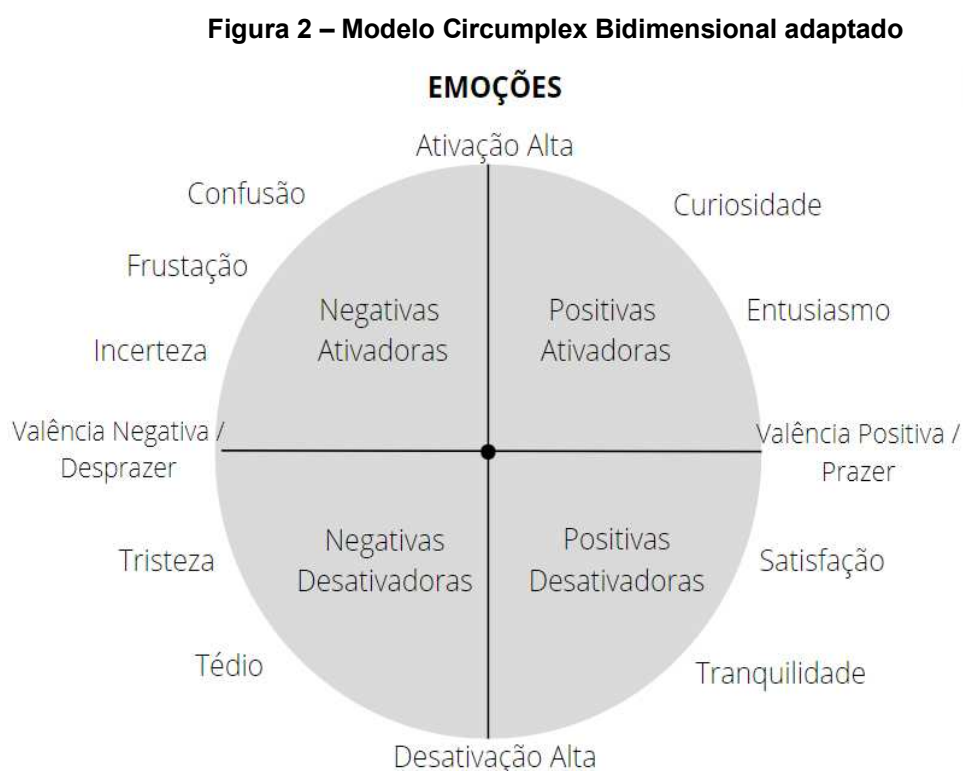 Figura 2 – Modelo Circumplex Bidimensional adaptado
EMOÇÕES
Ativação Alta
Confusão
Curiosidade
Frustação
Negativas
Ativadoras
Positivas
Ativadoras
Entusiasmo
Incerteza
Valência Negativa /
Desprazer
Valência Positiva /
Prazer
Tristeza
Negativas
Desativadoras
Positivas
Desativadoras
Satisfação
Tédio
Tranquilidade
Desativação Alta